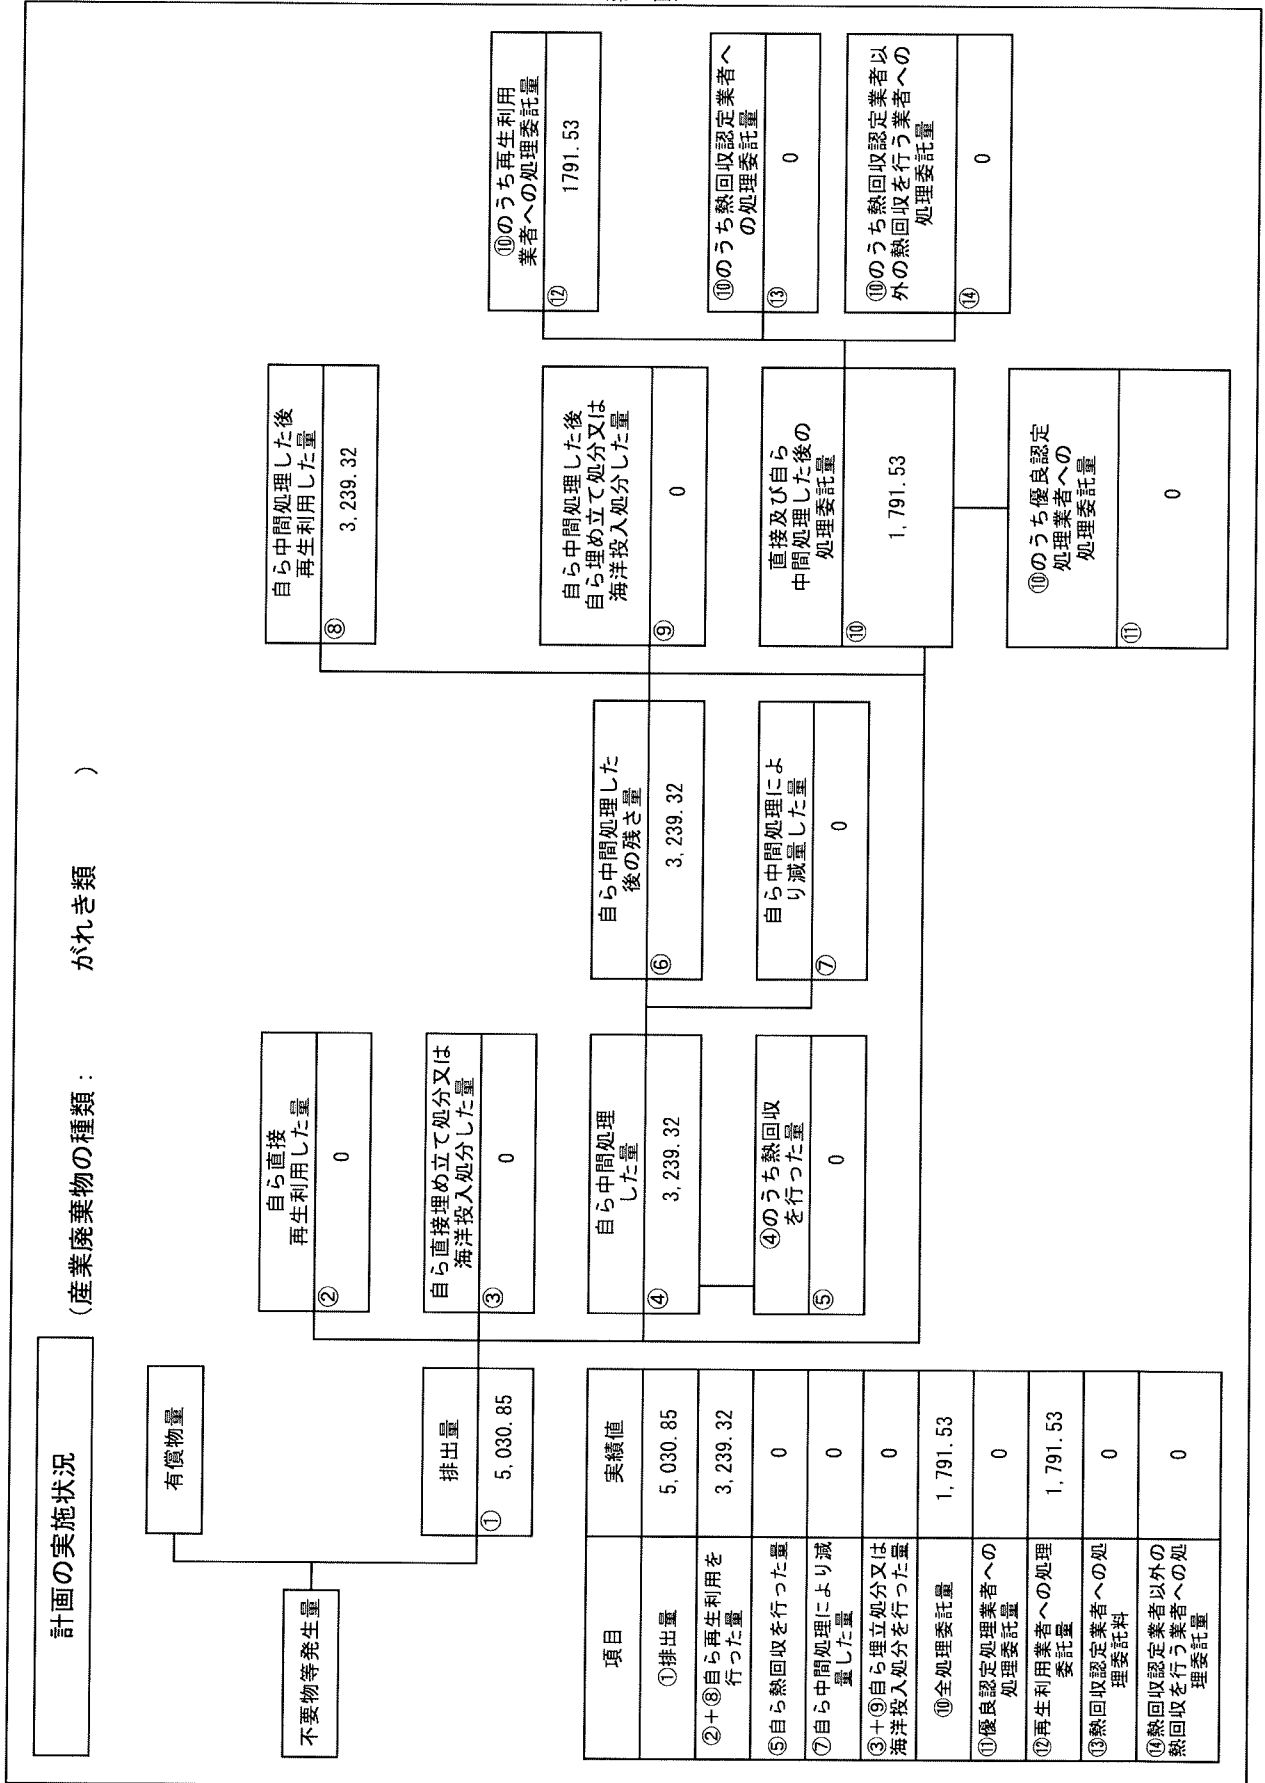 計画の実施状況
(産業廃棄物の種類： がれき類 )
不要物等発生量
有償物量
排出量
① 5,030.85
自ら直接
再生利用した量
② 0
自ら直接埋め立て処分又は
海洋投入処分した量
③ 0
自ら中間処理
した量
④ 3,239.32
④のうち熱回収
を行った量
⑤ 0
自ら中間処理した
後の残さ量
⑥ 3,239.32
自ら中間処理によ
り減量した量
⑦ 0
自ら中間処理した後
再生利用した量
⑧ 3,239.32
自ら中間処理した後
自ら埋め立て処分又は
海洋投入処分した量
⑨ 0
直接及び自ら
中間処理した後の
処理委託量
⑩ 1,791.53
⑩のうち優良認定
処理業者への
処理委託量
⑪ 0
⑩のうち再生利用
業者への処理委託量
⑫ 1791.53
⑩のうち熱回収認定業者へ
の処理委託量
⑬ 0
⑩のうち熱回収認定業者以
外の熱回収を行う業者への
処理委託量
⑭ 0
項目 実績値
①排出量 5,030.85
②+⑧自ら再生利用を
行った量 3,239.32
⑤自ら熱回収を行った量 0
⑦自ら中間処理により減
量した量 0
③+⑨自ら埋立処分又は
海洋投入処分を行った量 0
⑩全処理委託量 1,791.53
⑪優良認定処理業者への
処理委託量 0
⑫再生利用業者への処理
委託量 1,791.53
⑬熱回収認定業者への処
理委託料 0
⑭熱回収認定業者以外の
熱回収を行う業者への処
理委託量 0